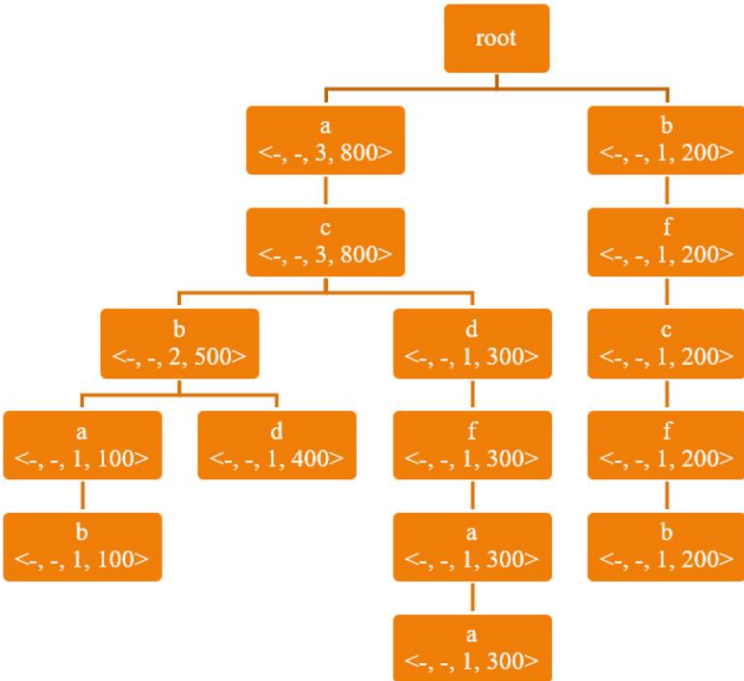 root
a
<-, -, 3, 800>
b
<-, -, 1, 200>
c
<-, -, 3, 800>
f
<-, -, 1, 200>
b
<-, -, 2, 500>
d
<-, -, 1, 300>
c
<-, -, 1, 200>
a
<-, -, 1, 100>
d
<-, -, 1, 400>
f
<-, -, 1, 300>
f
<-, -, 1, 200>
b
<-, -, 1, 100>
a
<-, -, 1, 300>
b
<-, -, 1, 200>
a
<-, -, 1, 300>